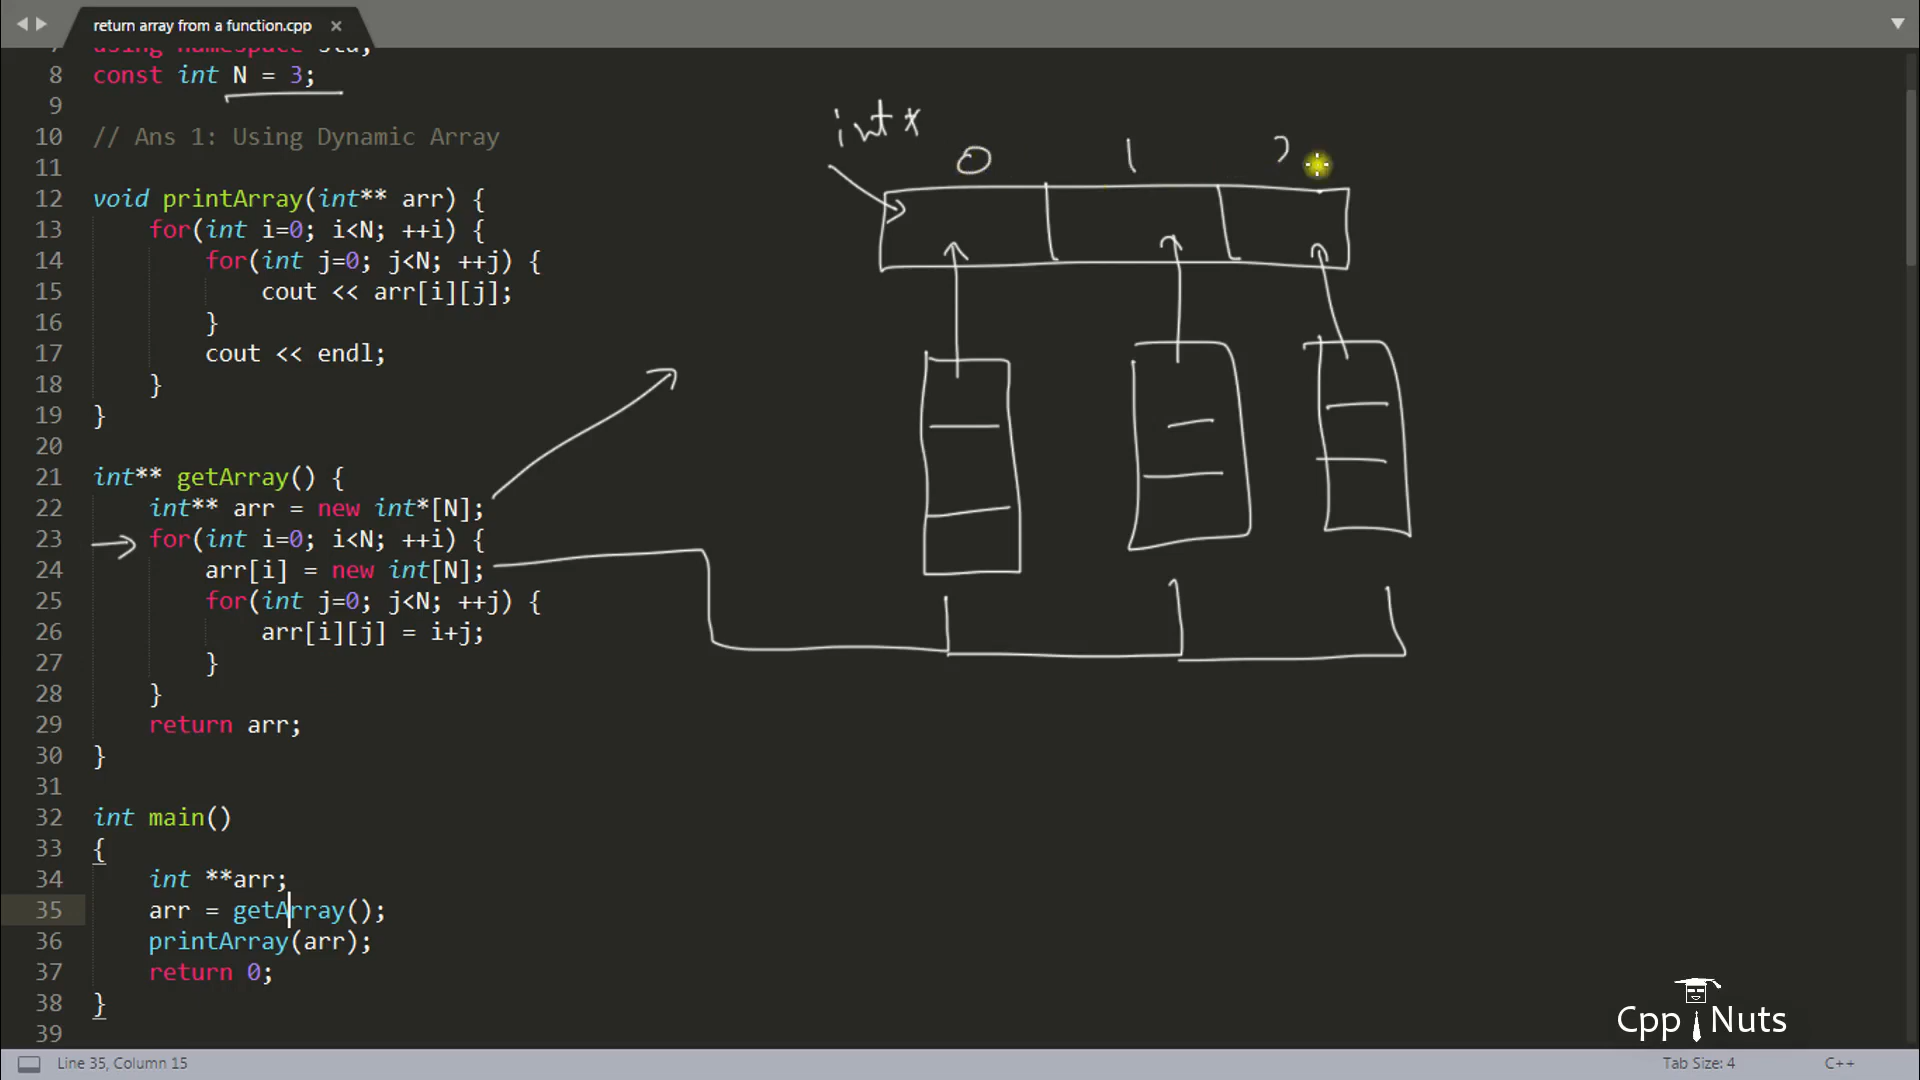 return array from a function.cpp ×
7 using namespace std;
8 const int N = 3;
9
10 // Ans 1: Using Dynamic Array
11
12 void printArray(int** arr) {
13 for(int i=0; i<N; ++i) {
14 for(int j=0; j<N; ++j) {
15 cout << arr[i][j];
16 }
17 cout << endl;
18 }
19 }
20
21 int** getArray() {
22 int** arr = new int*[N];
23 for(int i=0; i<N; ++i) {
24 arr[i] = new int[N];
25 for(int j=0; j<N; ++j) {
26 arr[i][j] = i+j;
27 }
28 }
29 return arr;
30 }
31
32 int main()
33 {
34 int **arr;
35 arr = getArray();
36 printArray(arr);
37 return 0;
38 }
39
int *
0 1 2
Cpp Nuts
Line 35, Column 15
Tab Size: 4
C++